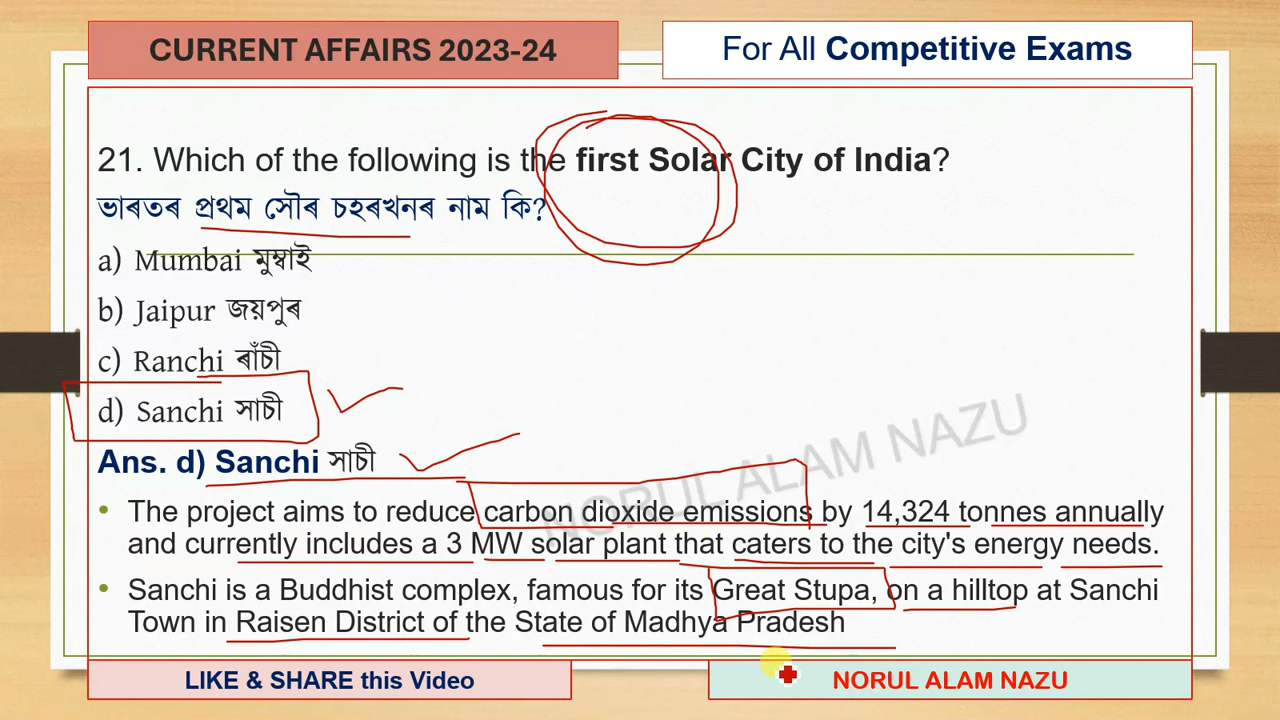 CURRENT AFFAIRS 2023-24
For All Competitive Exams
21. Which of the following is the first Solar City of India?
ভাৰতৰ প্ৰথম সৌৰ চহৰখনৰ নাম কি?
a) Mumbai মুম্বাই
b) Jaipur জয়পুৰ
c) Ranchi ৰাঁচী
d) Sanchi সাচী
Ans. d) Sanchi সাচী
• The project aims to reduce carbon dioxide emissions by 14,324 tonnes annually
and currently includes a 3 MW solar plant that caters to the city's energy needs.
• Sanchi is a Buddhist complex, famous for its Great Stupa, on a hilltop at Sanchi
Town in Raisen District of the State of Madhya Pradesh
NORUL ALAM NAZU
LIKE & SHARE this Video
NORUL ALAM NAZU